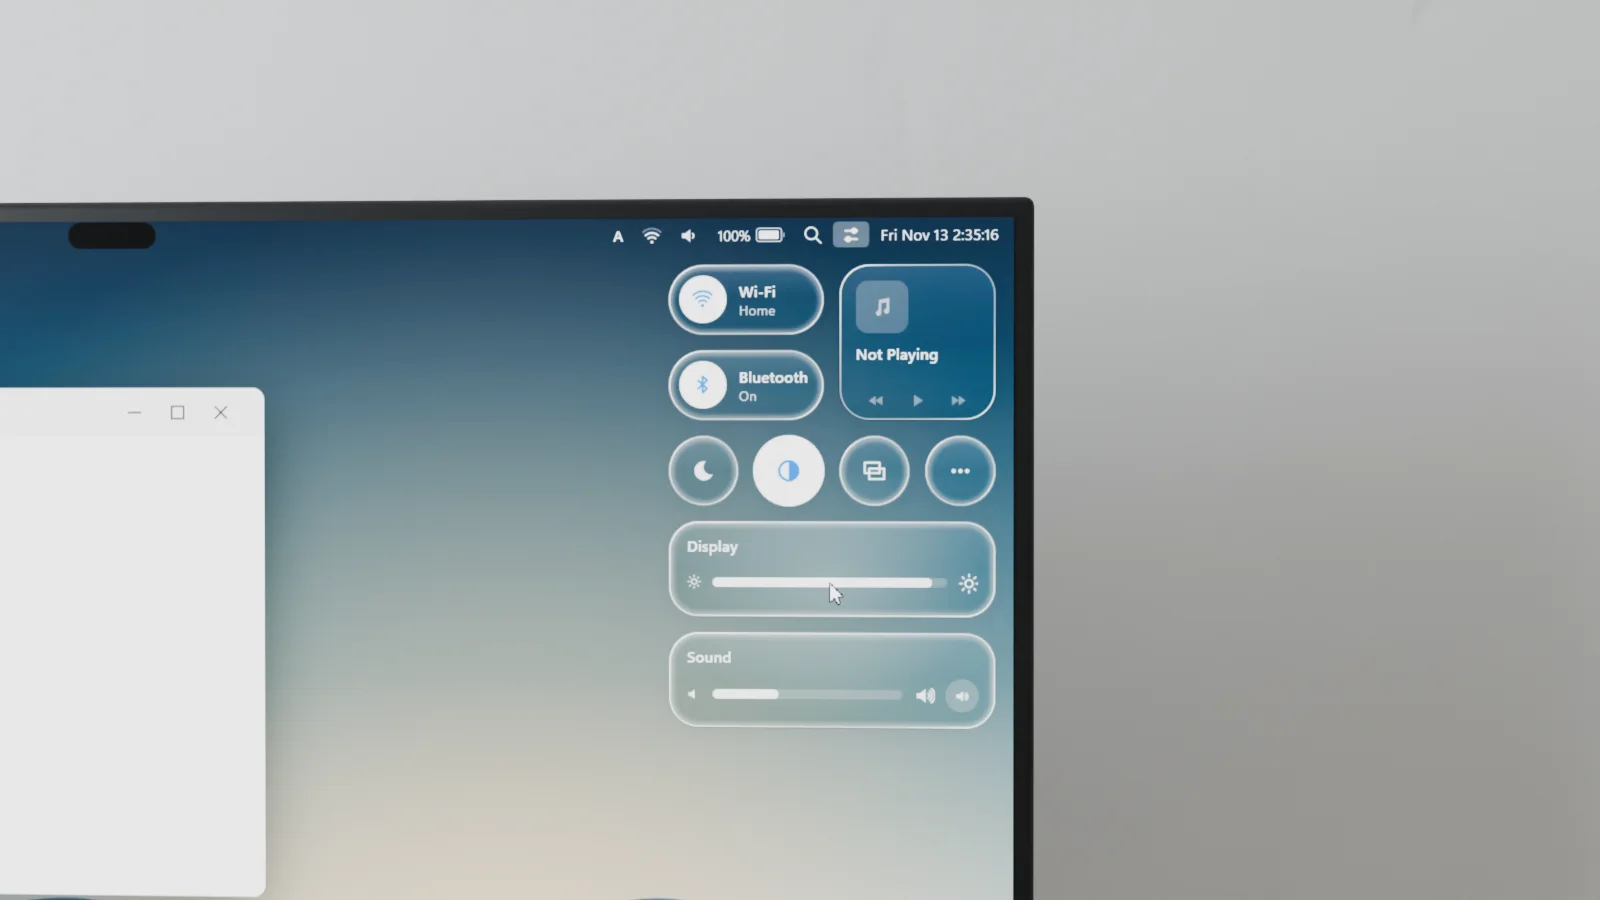 A 100% Fri Nov 13 2:35:16
Wi-Fi
Home
Not Playing
Bluetooth
On
Display
Sound